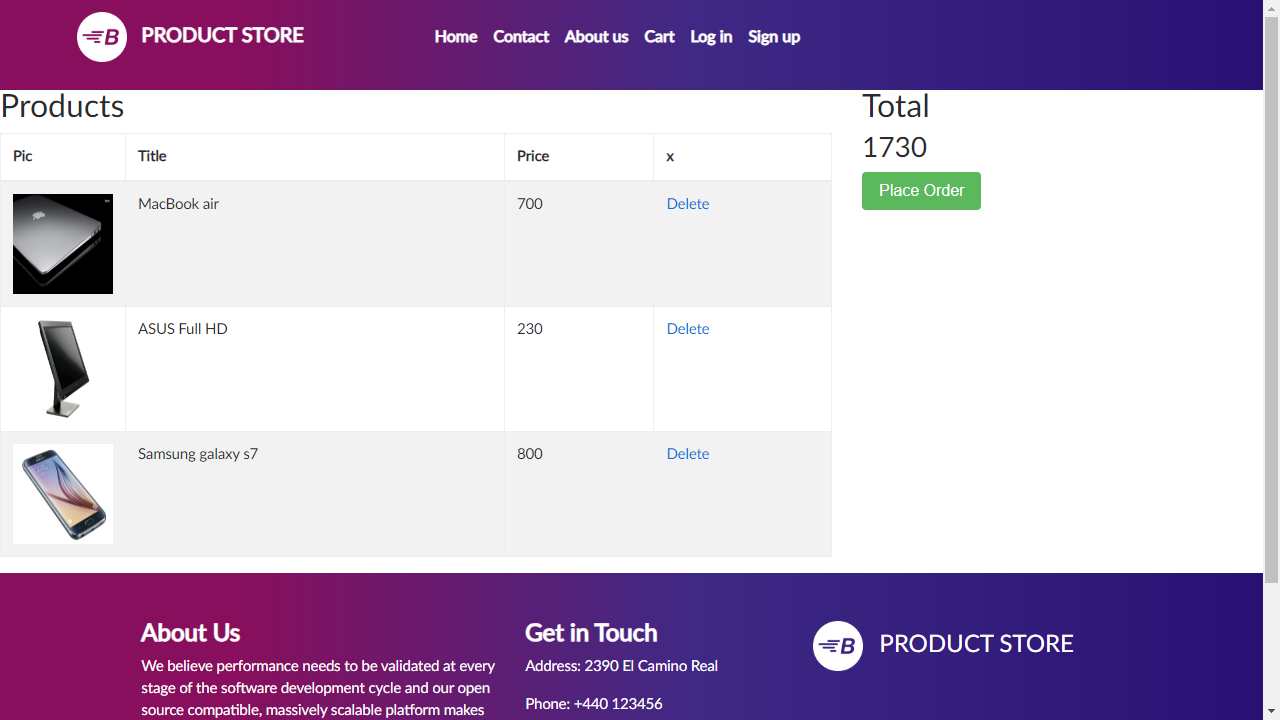 B PRODUCT STORE
Home Contact About us Cart Log in Sign up
Products
Pic Title Price x
MacBook air 700 Delete
ASUS Full HD 230 Delete
Samsung galaxy s7 800 Delete
Total
1730
Place Order
About Us
We believe performance needs to be validated at every
stage of the software development cycle and our open
source compatible, massively scalable platform makes
Get in Touch
Address: 2390 El Camino Real
Phone: +440 123456
B PRODUCT STORE